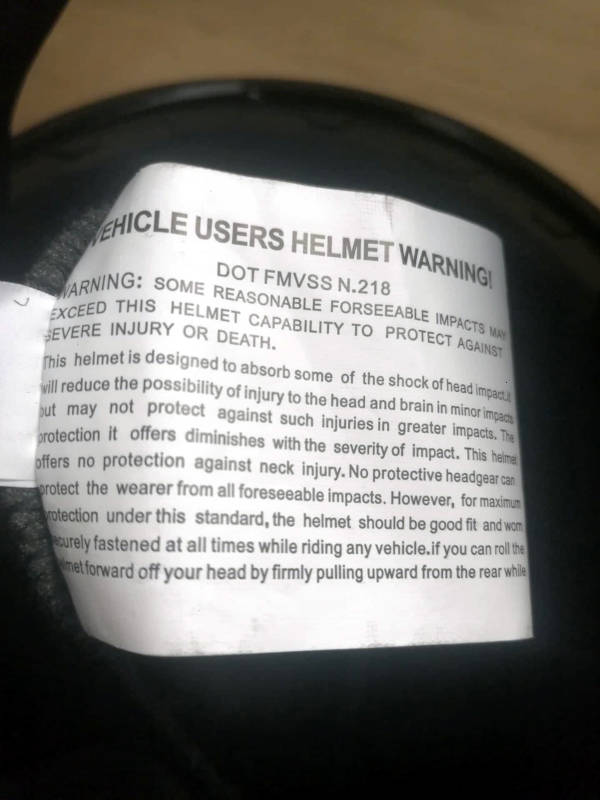 VEHICLE USERS HELMET WARNING!
DOT FMVSS N.218
WARNING: SOME REASONABLE FORSEEABLE IMPACTS MAY
EXCEED THIS HELMET CAPABILITY TO PROTECT AGAINST
SEVERE INJURY OR DEATH.
This helmet is designed to absorb some of the shock of head impact.it
will reduce the possibility of injury to the head and brain in minor impacts
but may not protect against such injuries in greater impacts. The
protection it offers diminishes with the severity of impact. This helmet
offers no protection against neck injury. No protective headgear can
protect the wearer from all foreseeable impacts. However, for maximum
protection under this standard, the helmet should be good fit and worn
securely fastened at all times while riding any vehicle.if you can roll the
helmet forward off your head by firmly pulling upward from the rear while